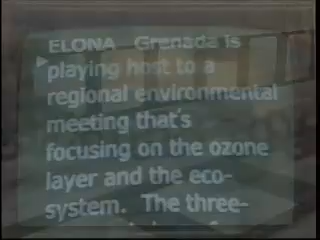 ELONA Grenada is
playing host to a
regional environmental
meeting that's
focusing on the ozone
layer and the eco-
system. The three-